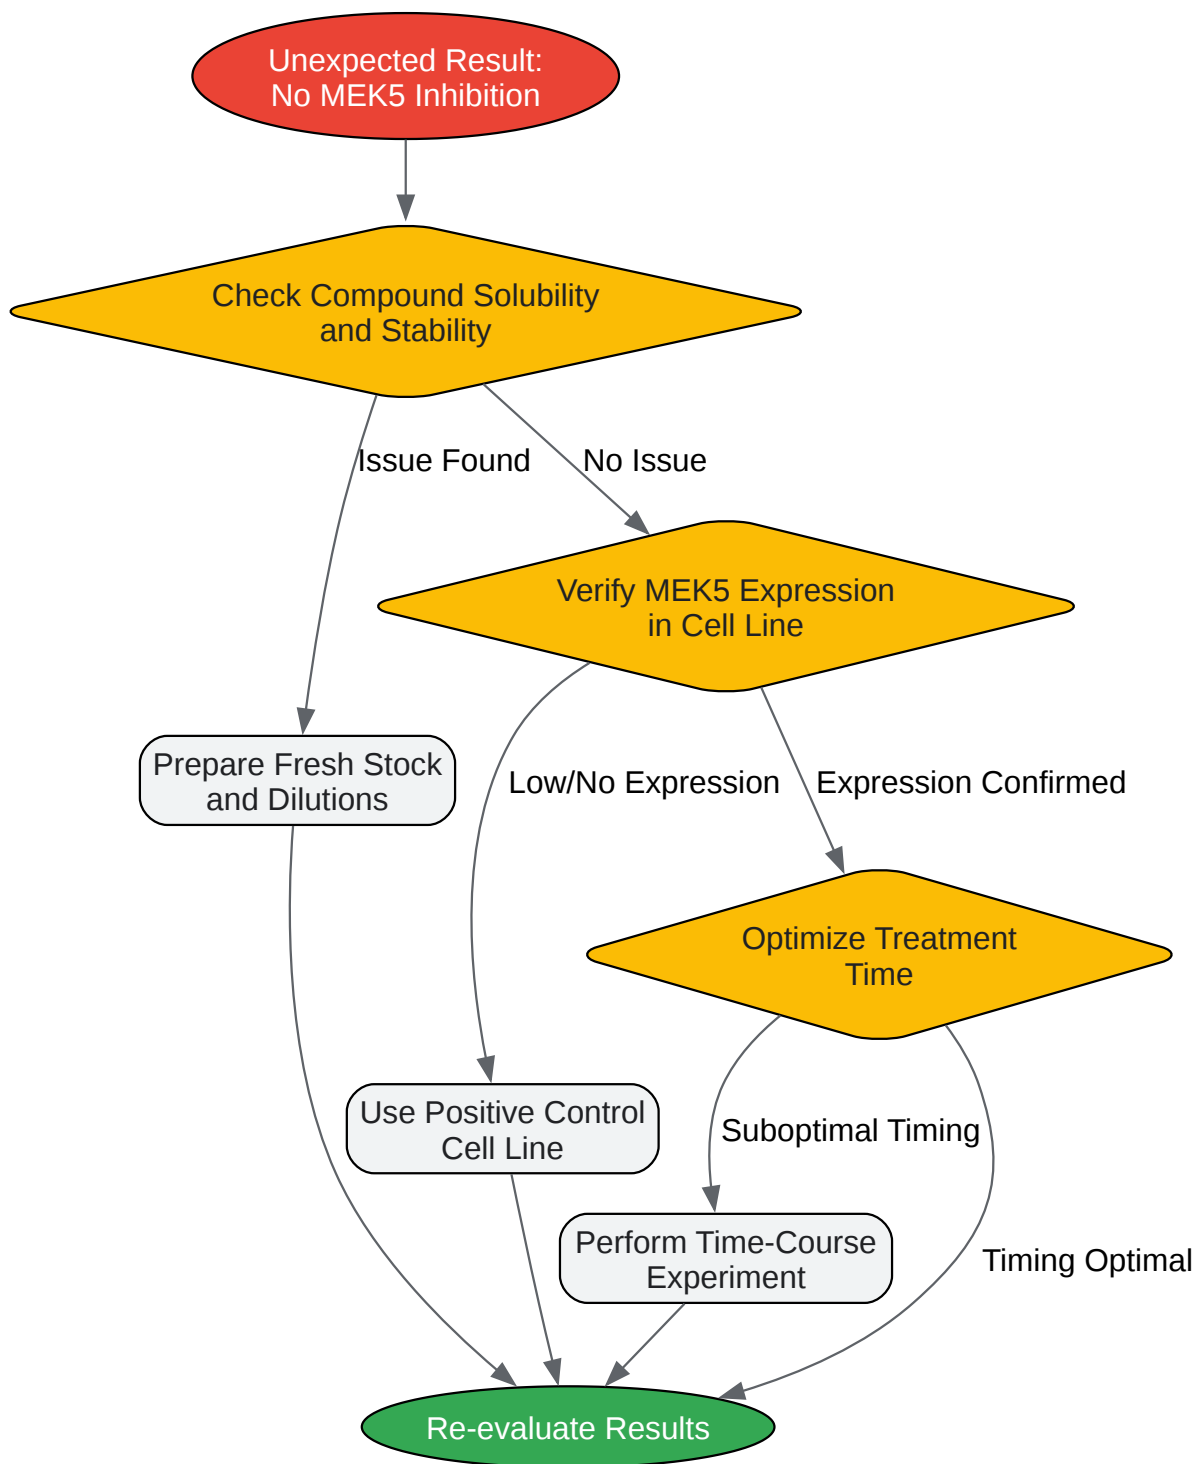 Unexpected Result:
No MEK5 Inhibition
Check Compound Solubility
and Stability
Issue Found
No Issue
Verify MEK5 Expression
in Cell Line
Prepare Fresh Stock
and Dilutions
Low/No Expression
Expression Confirmed
Optimize Treatment
Time
Use Positive Control
Cell Line
Suboptimal Timing
Perform Time-Course
Experiment
Timing Optimal
Re-evaluate Results